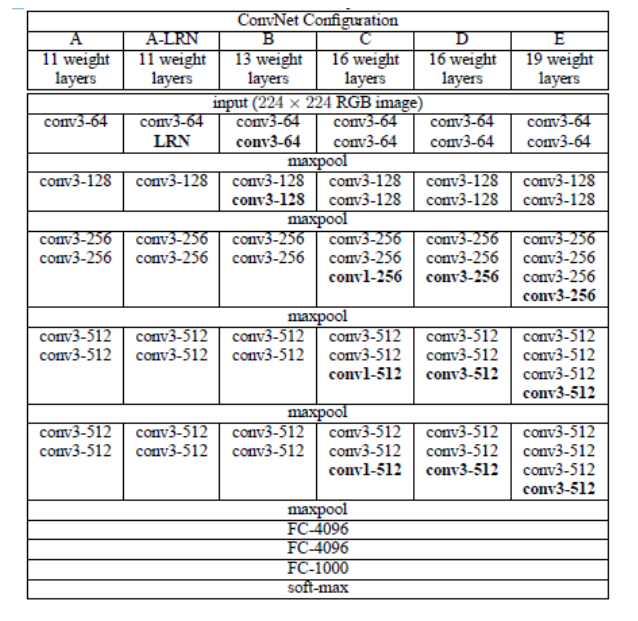 ConvNet Configuration
A A-LRN B C D E
11 weight 11 weight 13 weight 16 weight 16 weight 19 weight
layers layers layers layers layers layers
input (224 × 224 RGB image)
conv3-64 conv3-64 conv3-64 conv3-64 conv3-64 conv3-64
LRN conv3-64 conv3-64 conv3-64 conv3-64
maxpool
conv3-128 conv3-128 conv3-128 conv3-128 conv3-128 conv3-128
conv3-128 conv3-128 conv3-128 conv3-128
maxpool
conv3-256 conv3-256 conv3-256 conv3-256 conv3-256 conv3-256
conv3-256 conv3-256 conv3-256 conv3-256 conv3-256 conv3-256
conv1-256 conv3-256 conv3-256
conv3-256
maxpool
conv3-512 conv3-512 conv3-512 conv3-512 conv3-512 conv3-512
conv3-512 conv3-512 conv3-512 conv3-512 conv3-512 conv3-512
conv1-512 conv3-512 conv3-512
conv3-512
maxpool
conv3-512 conv3-512 conv3-512 conv3-512 conv3-512 conv3-512
conv3-512 conv3-512 conv3-512 conv3-512 conv3-512 conv3-512
conv1-512 conv3-512 conv3-512
conv3-512
maxpool
FC-4096
FC-4096
FC-1000
soft-max